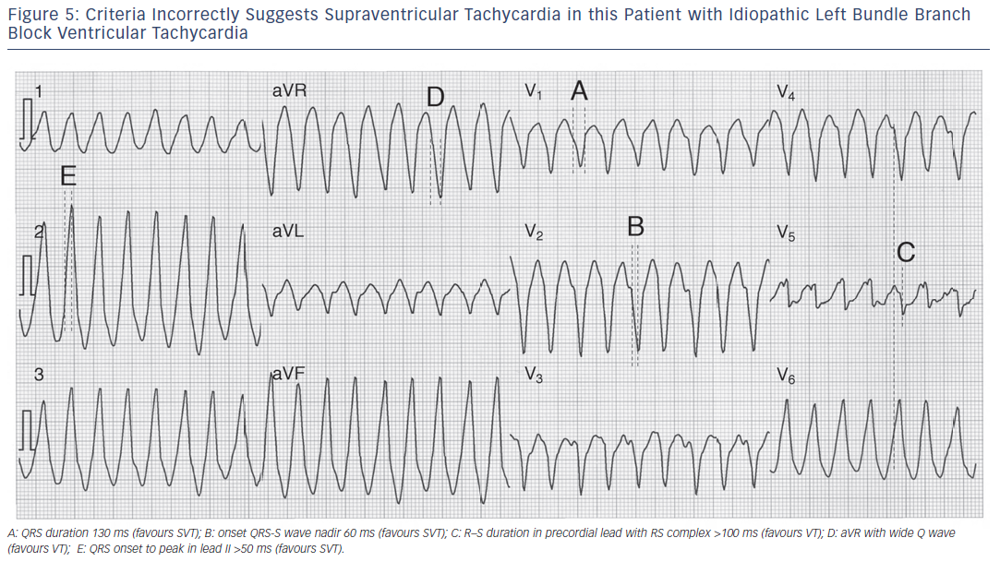 Figure 5: Criteria Incorrectly Suggests Supraventricular Tachycardia in this Patient with Idiopathic Left Bundle Branch
Block Ventricular Tachycardia
1
aVR
D
V₁
A
V₄
E
2
aVL
V₂
B
V₅
C
3
aVF
V₃
V₆
A: QRS duration 130 ms (favours SVT); B: onset QRS-S wave nadir 60 ms (favours SVT); C: R–S duration in precordial lead with RS complex >100 ms (favours VT); D: aVR with wide Q wave
(favours VT);  E: QRS onset to peak in lead II >50 ms (favours SVT).